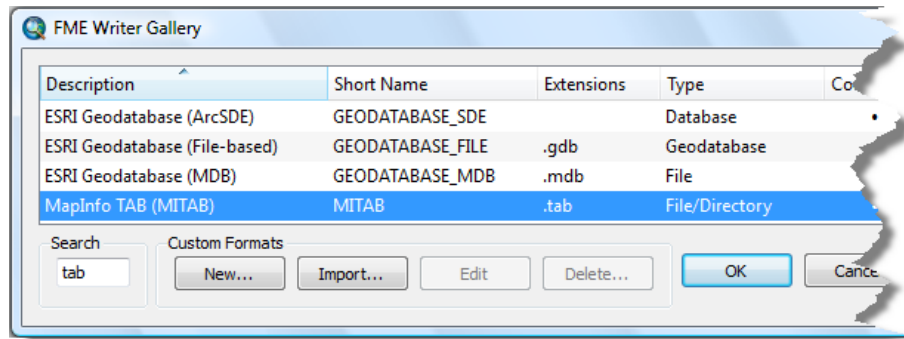 FME Writer Gallery
Description Short Name Extensions Type
ESRI Geodatabase (ArcSDE) GEODATABASE_SDE Database
ESRI Geodatabase (File-based) GEODATABASE_FILE .gdb Geodatabase
ESRI Geodatabase (MDB) GEODATABASE_MDB .mdb File
MapInfo TAB (MITAB) MITAB .tab File/Directory
Search Custom Formats
tab New... Import... Edit Delete... OK Cance